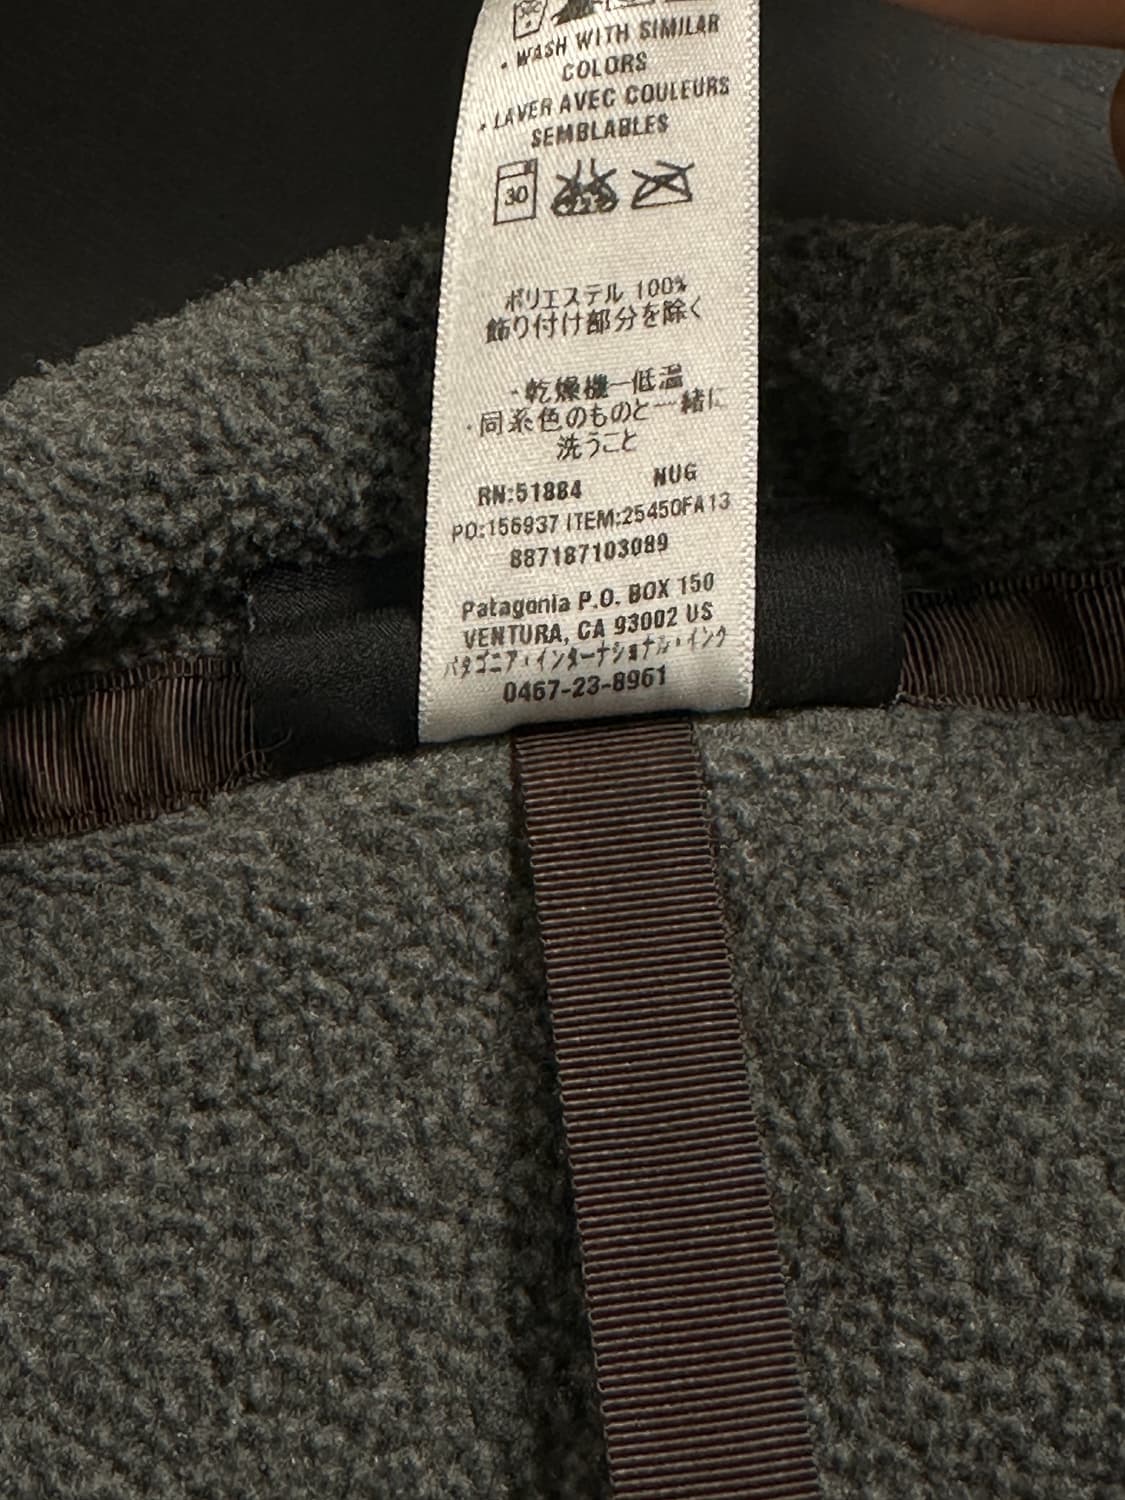 • WASH WITH SIMILAR
COLORS
• LAVER AVEC COULEURS
SEMBLABLES
30
ポリエステル 100%
飾り付け部分を除く
・乾燥機一低温
・同系色のものと一緒に
洗うこと
RN:51884 NUG
PO:156937 ITEM:25450FA13
887187103089
Patagonia P.O. BOX 150
VENTURA, CA 93002 US
パタゴニア・インターナショナル・インク
0467-23-8961